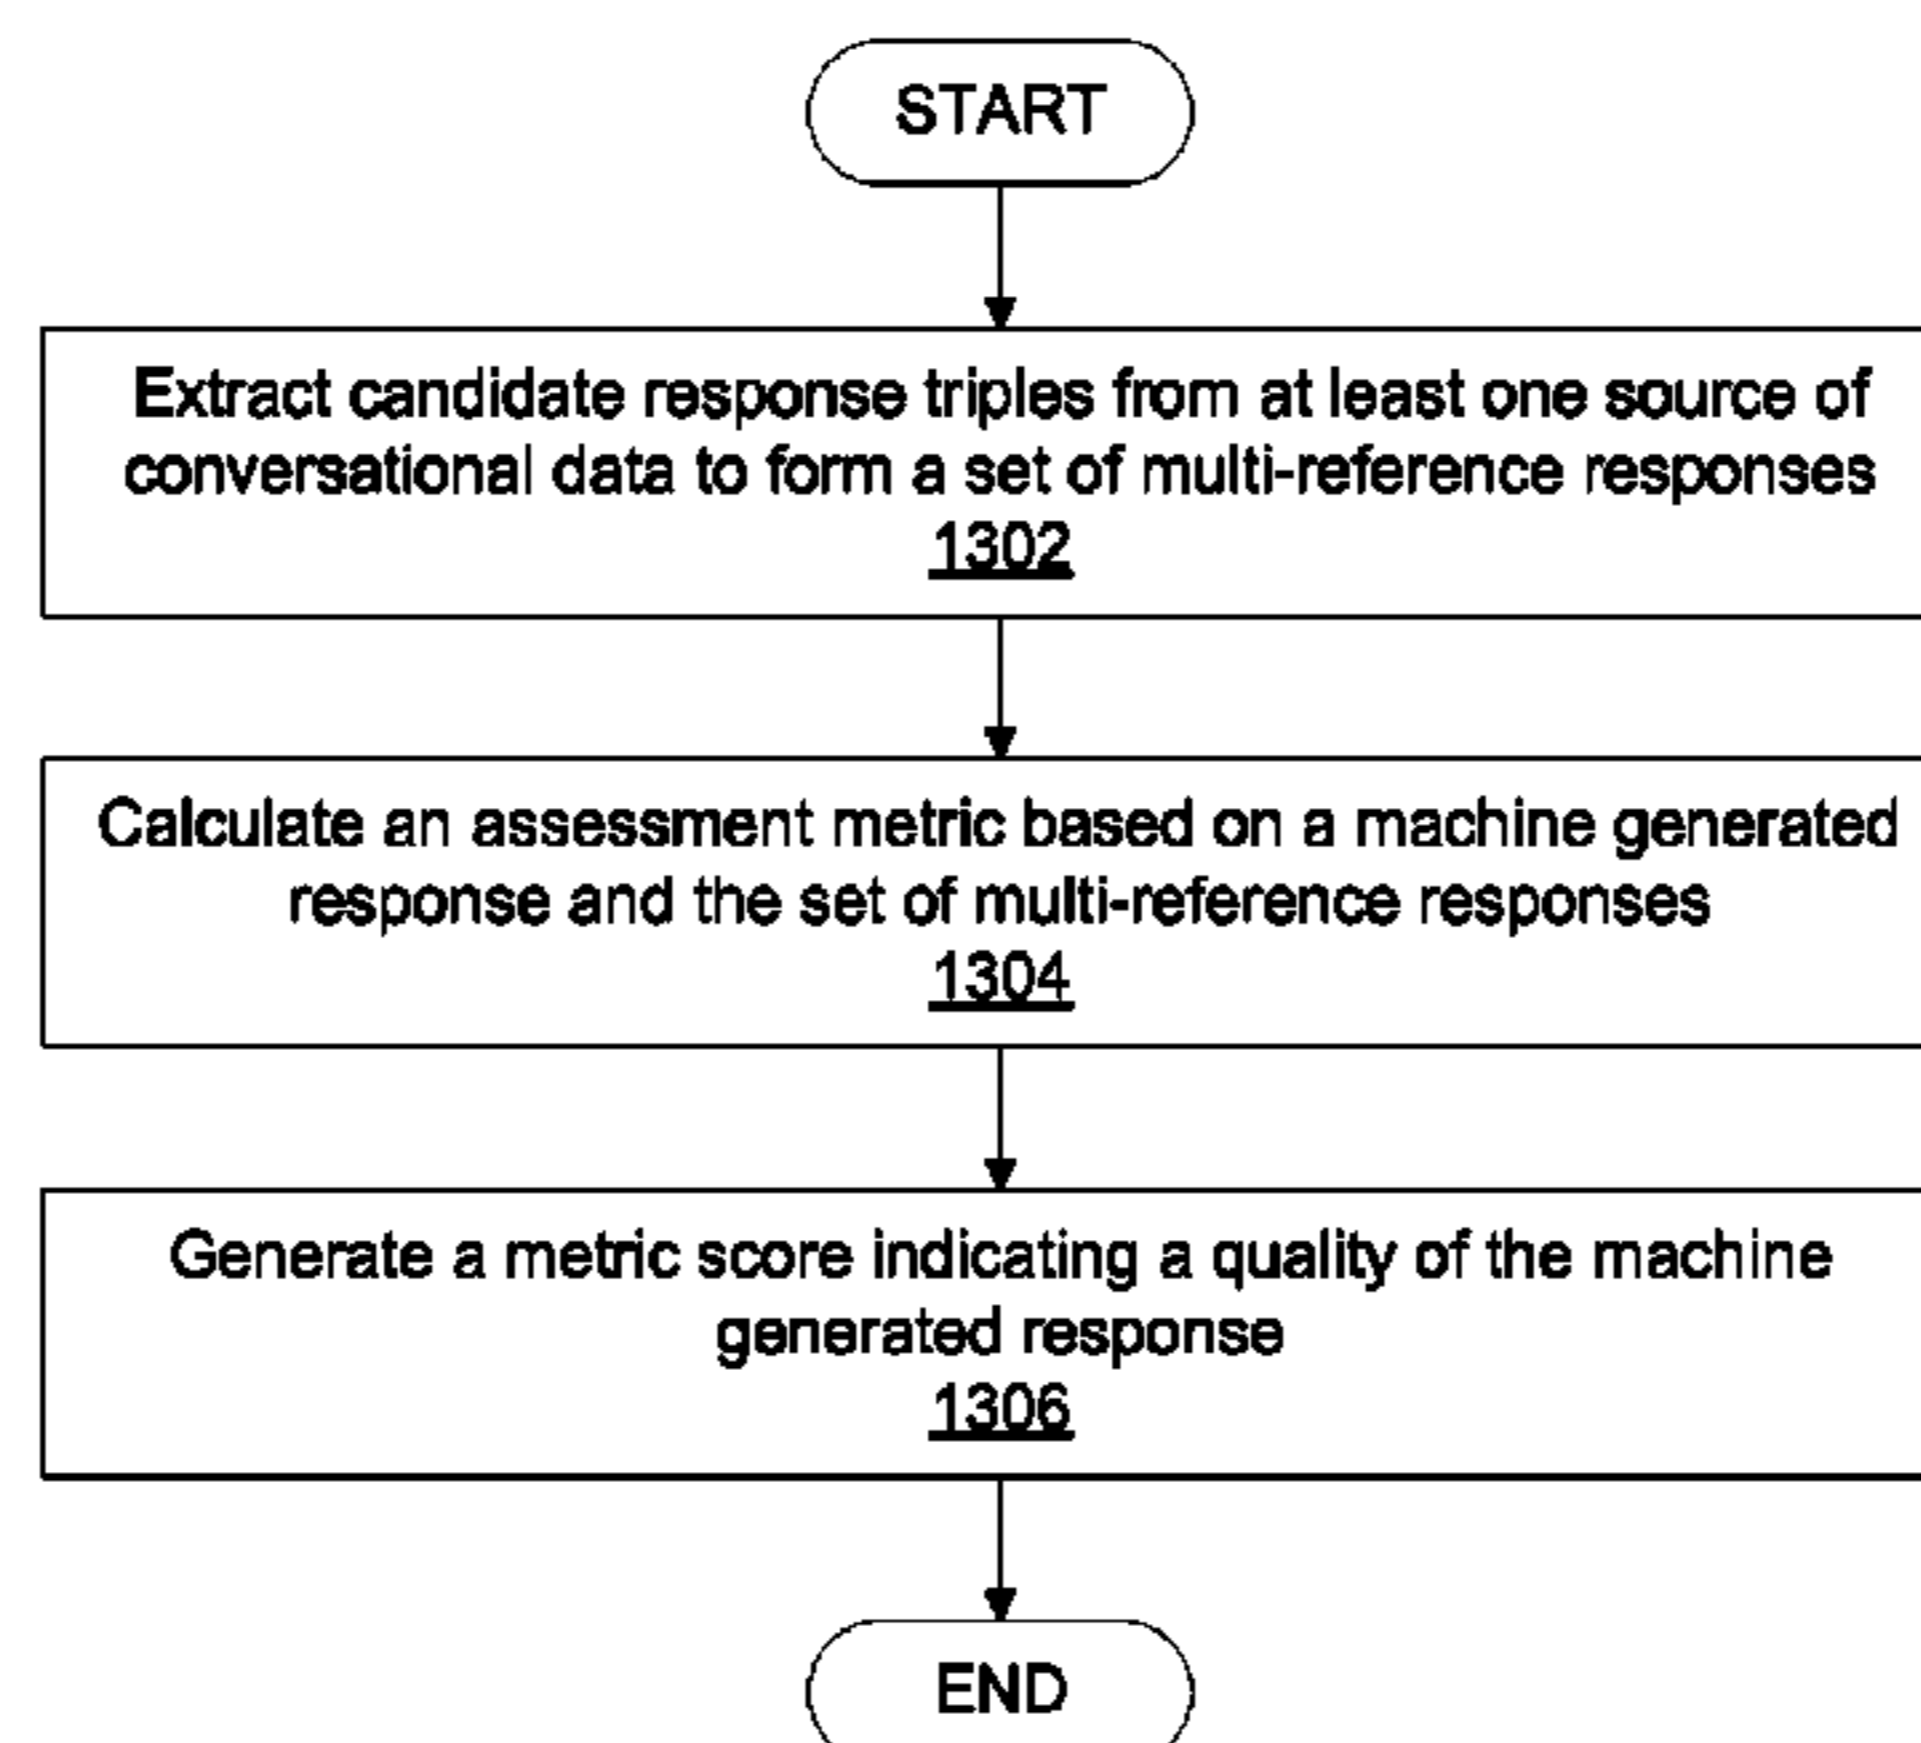 START
Extract candidate response triples from at least one source of
conversational data to form a set of multi-reference responses
1302
Calculate an assessment metric based on a machine generated
response and the set of multi-reference responses
1304
Generate a metric score indicating a quality of the machine
generated response
1306
END